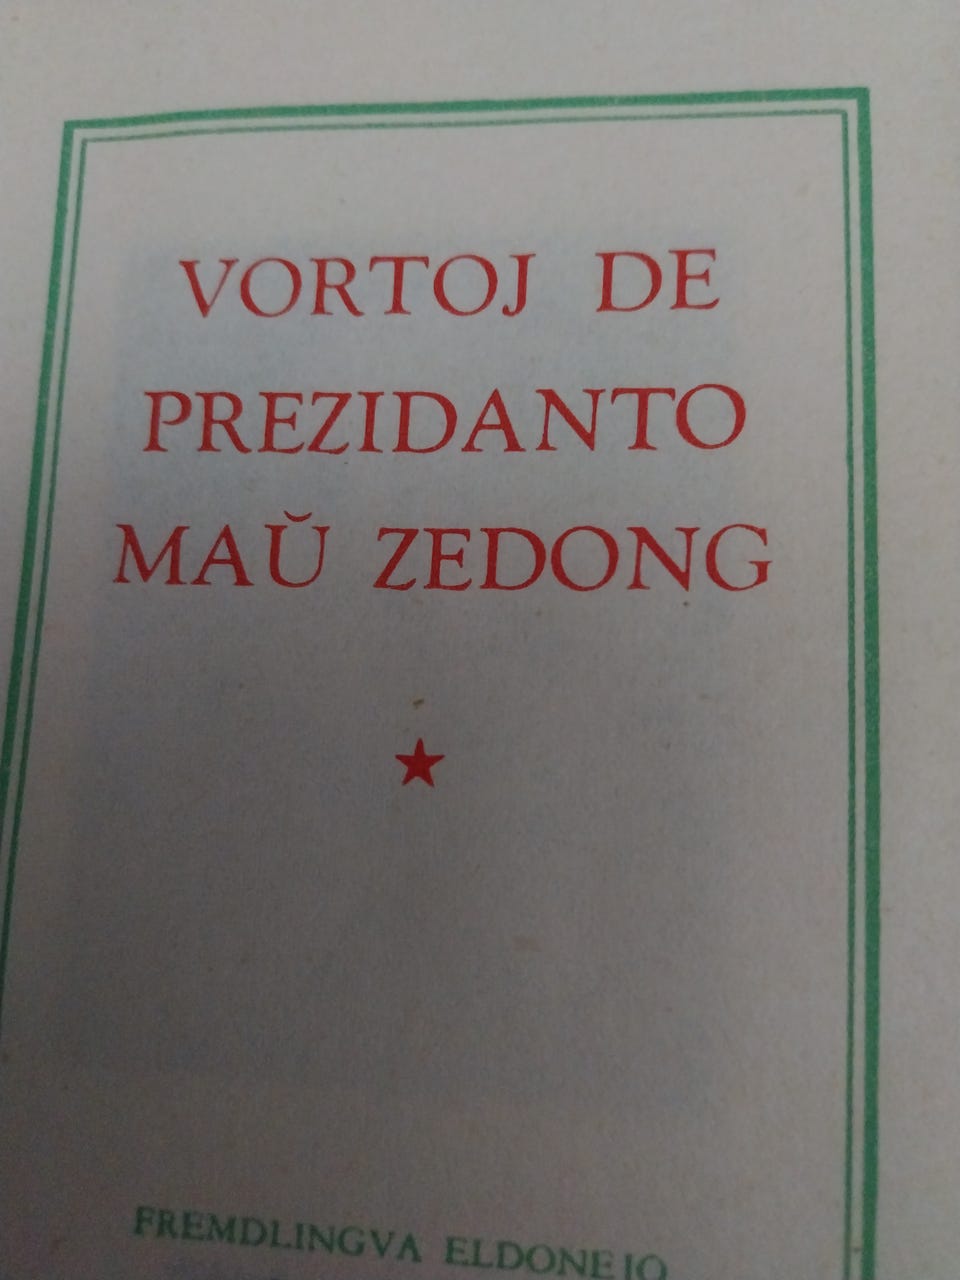 VORTOJ DE
PREZIDANTO
MAŬ ZEDONG
FREMDLINGVA ELDONEJO